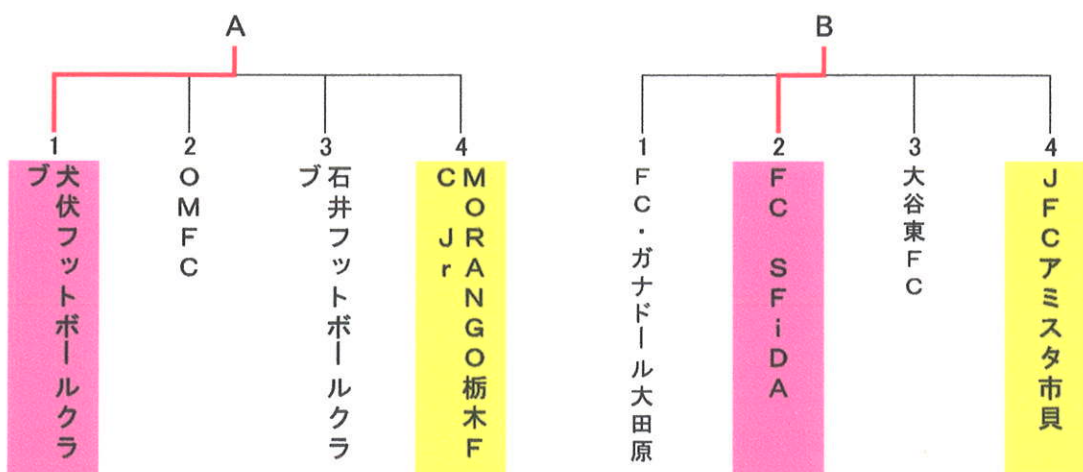 A
B
1
犬伏フットボールクラ
ブ
2
OMFC
3
石井フットボールクラ
ブ
4
MORANGO栃木F
C Jr
1
FC・ガナドール大田原
2
FC SFiDA
3
大谷東FC
4
JFCアミスタ市貝